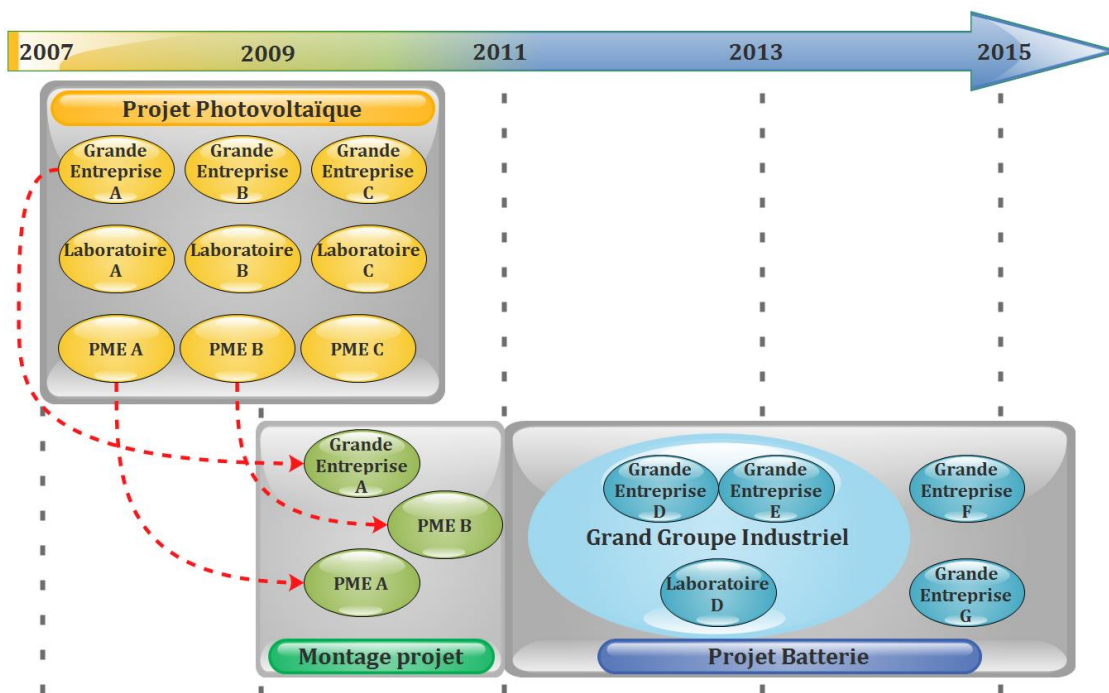 2007 2009 2011 2013 2015
Projet Photovoltaïque
Grande
Entreprise
A
Grande
Entreprise
B
Grande
Entreprise
C
Laboratoire
A
Laboratoire
B
Laboratoire
C
PME A
PME B
PME C
Grande
Entreprise
A
PME B
PME A
Montage projet
Grande
Entreprise
D
Grande
Entreprise
E
Grand Groupe Industriel
Laboratoire
D
Grande
Entreprise
F
Grande
Entreprise
G
Projet Batterie